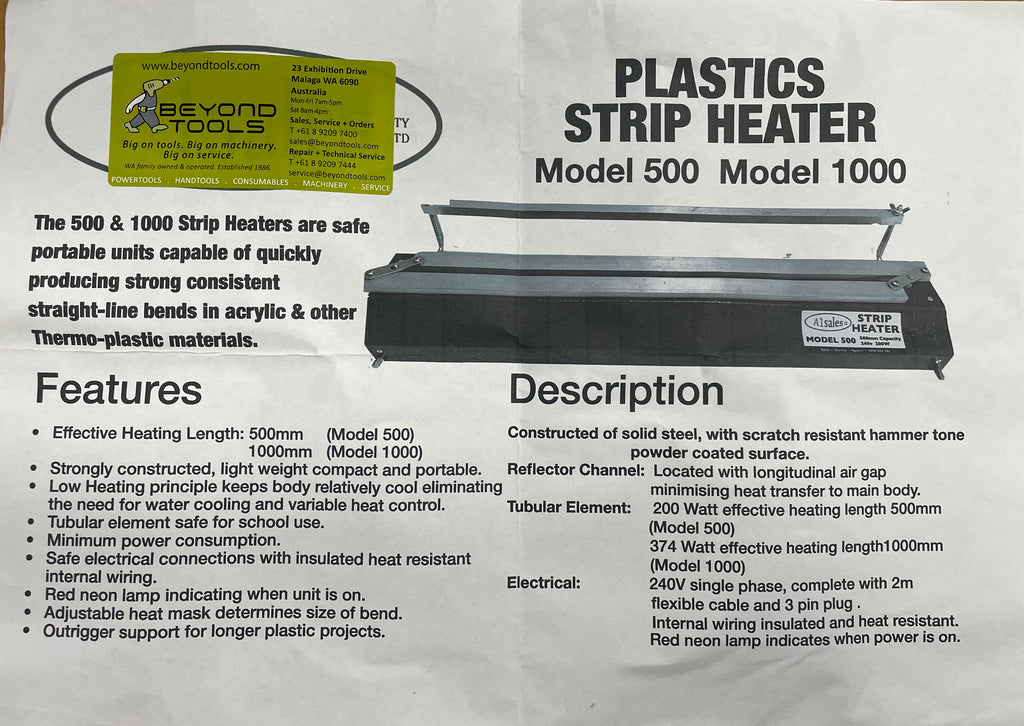 www.beyondtools.com
BEYOND
TOOLS
Big on tools. Big on machinery.
Big on service.
WA family owned & operated. Established 1986.
23 Exhibition Drive
Malaga WA 6090
Australia
Mon-Fri 7am-5pm
Sat 8am-4pm
Sales, Service + Orders
T +61 8 9209 7400
sales@beyondtools.com
Repair + Technical Service
T +61 8 9209 7444
service@beyondtools.com
POWERTOOLS . HANDTOOLS . CONSUMABLES . MACHINERY . SERVICE
TY
TD
PLASTICS
STRIP HEATER
Model 500 Model 1000
The 500 & 1000 Strip Heaters are safe
portable units capable of quickly
producing strong consistent
straight-line bends in acrylic & other
Thermo-plastic materials.
A1sales
STRIP
HEATER
MODEL 500
500mm Capacity
240v 200W
Features
• Effective Heating Length: 500mm (Model 500)
1000mm (Model 1000)
• Strongly constructed, light weight compact and portable.
• Low Heating principle keeps body relatively cool eliminating
the need for water cooling and variable heat control.
• Tubular element safe for school use.
• Minimum power consumption.
• Safe electrical connections with insulated heat resistant
internal wiring.
• Red neon lamp indicating when unit is on.
• Adjustable heat mask determines size of bend.
• Outrigger support for longer plastic projects.
Description
Constructed of solid steel, with scratch resistant hammer tone
powder coated surface.
Reflector Channel: Located with longitudinal air gap
minimising heat transfer to main body.
Tubular Element: 200 Watt effective heating length 500mm
(Model 500)
374 Watt effective heating length1000mm
(Model 1000)
Electrical: 240V single phase, complete with 2m
flexible cable and 3 pin plug .
Internal wiring insulated and heat resistant.
Red neon lamp indicates when power is on.